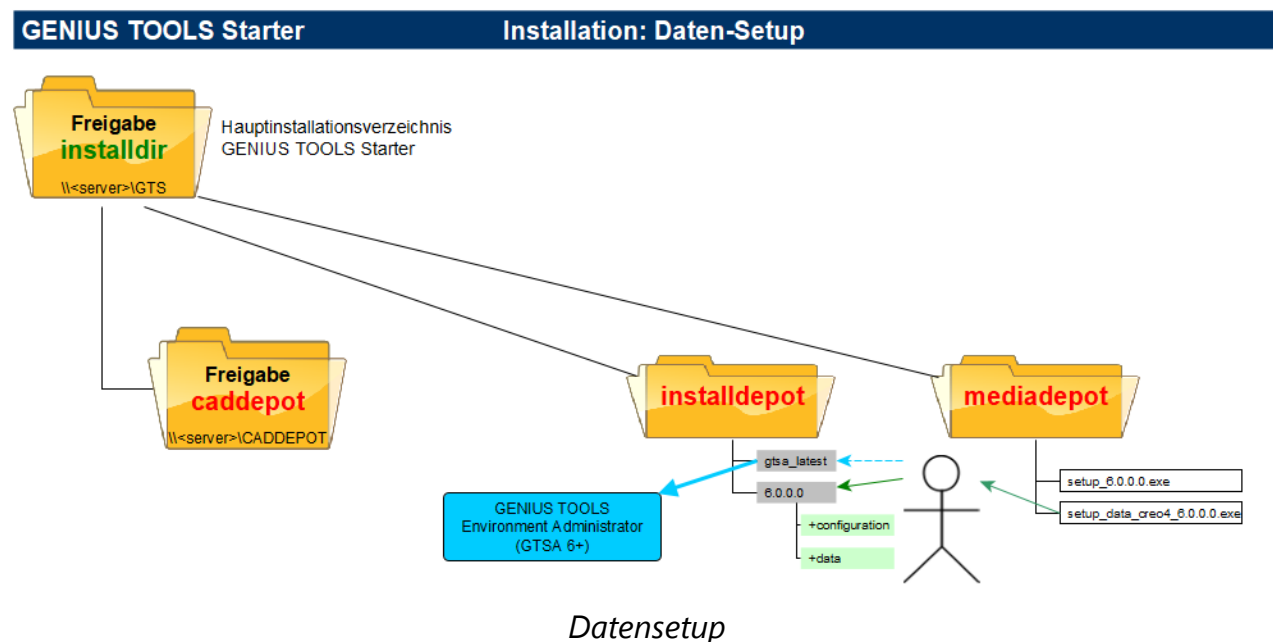 GENIUS TOOLS Starter Installation: Daten-Setup
Freigabe
installdir
\\<server>\GTS
Hauptinstallationsverzeichnis
GENIUS TOOLS Starter
Freigabe
caddepot
\\<server>\CADDEPOT
installdepot
mediadepot
gtsa_latest
6.0.0.0
+configuration
+data
GENIUS TOOLS
Environment Administrator
(GTSA 6+)
setup_6.0.0.0.exe
setup_data_creo4_6.0.0.0.exe
Datensetup